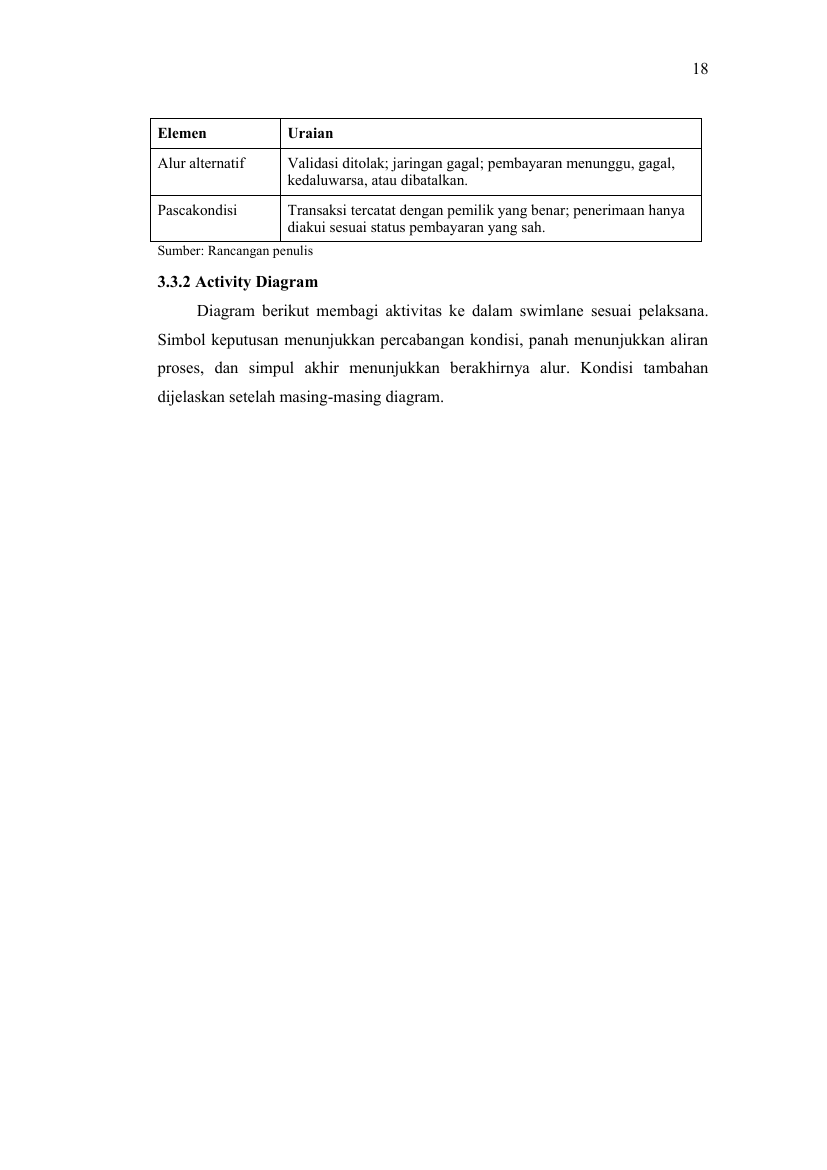 18
Elemen Uraian
Alur alternatif Validasi ditolak; jaringan gagal; pembayaran menunggu, gagal,
kedaluwarsa, atau dibatalkan.
Pascakondisi Transaksi tercatat dengan pemilik yang benar; penerimaan hanya
diakui sesuai status pembayaran yang sah.
Sumber: Rancangan penulis
3.3.2 Activity Diagram
Diagram berikut membagi aktivitas ke dalam swimlane sesuai pelaksana.
Simbol keputusan menunjukkan percabangan kondisi, panah menunjukkan aliran
proses, dan simpul akhir menunjukkan berakhirnya alur. Kondisi tambahan
dijelaskan setelah masing-masing diagram.